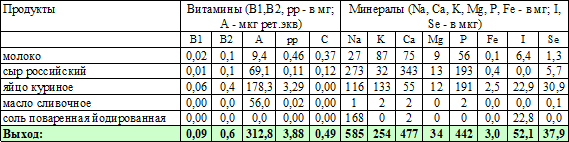 Продукты Витамины (В1,В2, рр - в мг; А - мкг рет.экв) Минералы (Na, Ca, K, Mg, P, Fe - в мг; I, Se - в мкг)
В1 В2 А рр С Na K Ca Mg P Fe I Se
молоко 0,02 0,1 9,4 0,46 0,37 27 87 75 9 56 0,1 6,4 1,3
сыр российский 0,01 0,1 69,1 0,11 0,12 273 32 343 13 193 0,4 0,0 5,7
яйцо куриное 0,06 0,4 178,3 3,29 0,00 116 133 55 12 191 2,5 22,9 30,9
масло сливочное 0,00 0,0 56,0 0,02 0,00 1 2 2 0 2 0,0 0,0 0,1
соль поваренная йодированная 0,00 0,0 0,0 0,00 0,00 168 0 2 0 0 0,0 22,8 0,0
Выход: 0,09 0,6 312,8 3,88 0,49 585 254 477 34 442 3,0 52,1 37,9